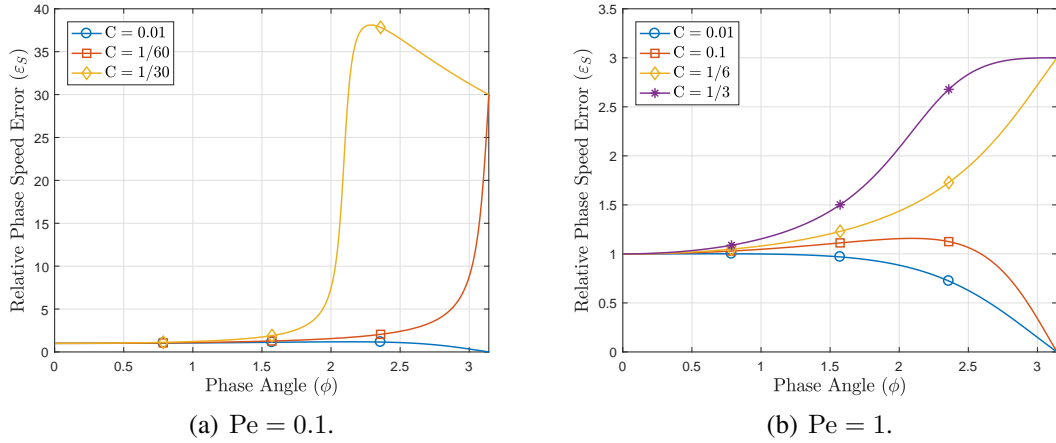 40
35
30
25
20
15
10
5
0
Relative Phase Speed Error (ε_S)
C = 0.01
C = 1/60
C = 1/30
0 0.5 1 1.5 2 2.5 3
Phase Angle (ϕ)
(a) Pe = 0.1.
3.5
3
2.5
2
1.5
1
0.5
0
Relative Phase Speed Error (ε_S)
C = 0.01
C = 0.1
C = 1/6
C = 1/3
0 0.5 1 1.5 2 2.5 3
Phase Angle (ϕ)
(b) Pe = 1.